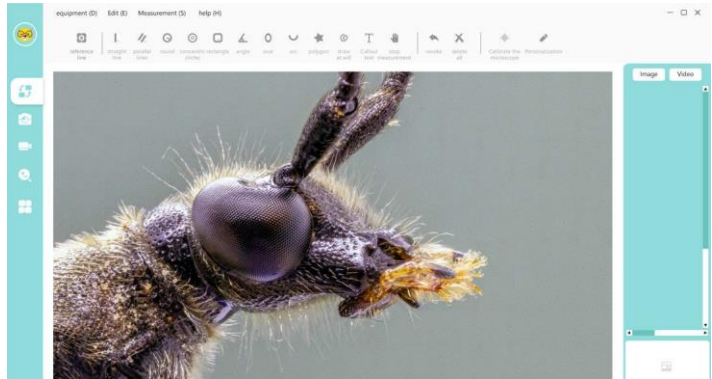 equipment (D) Edit (E) Measurement (S) help (H)
reference line
straight line
parallel lines
round
concentric circles
rectangle
angle
oval
arc
polygon
draw at will
Callout text
stop measurement
revoke
delete all
Calibrate the microscope
Personalization
Image Video